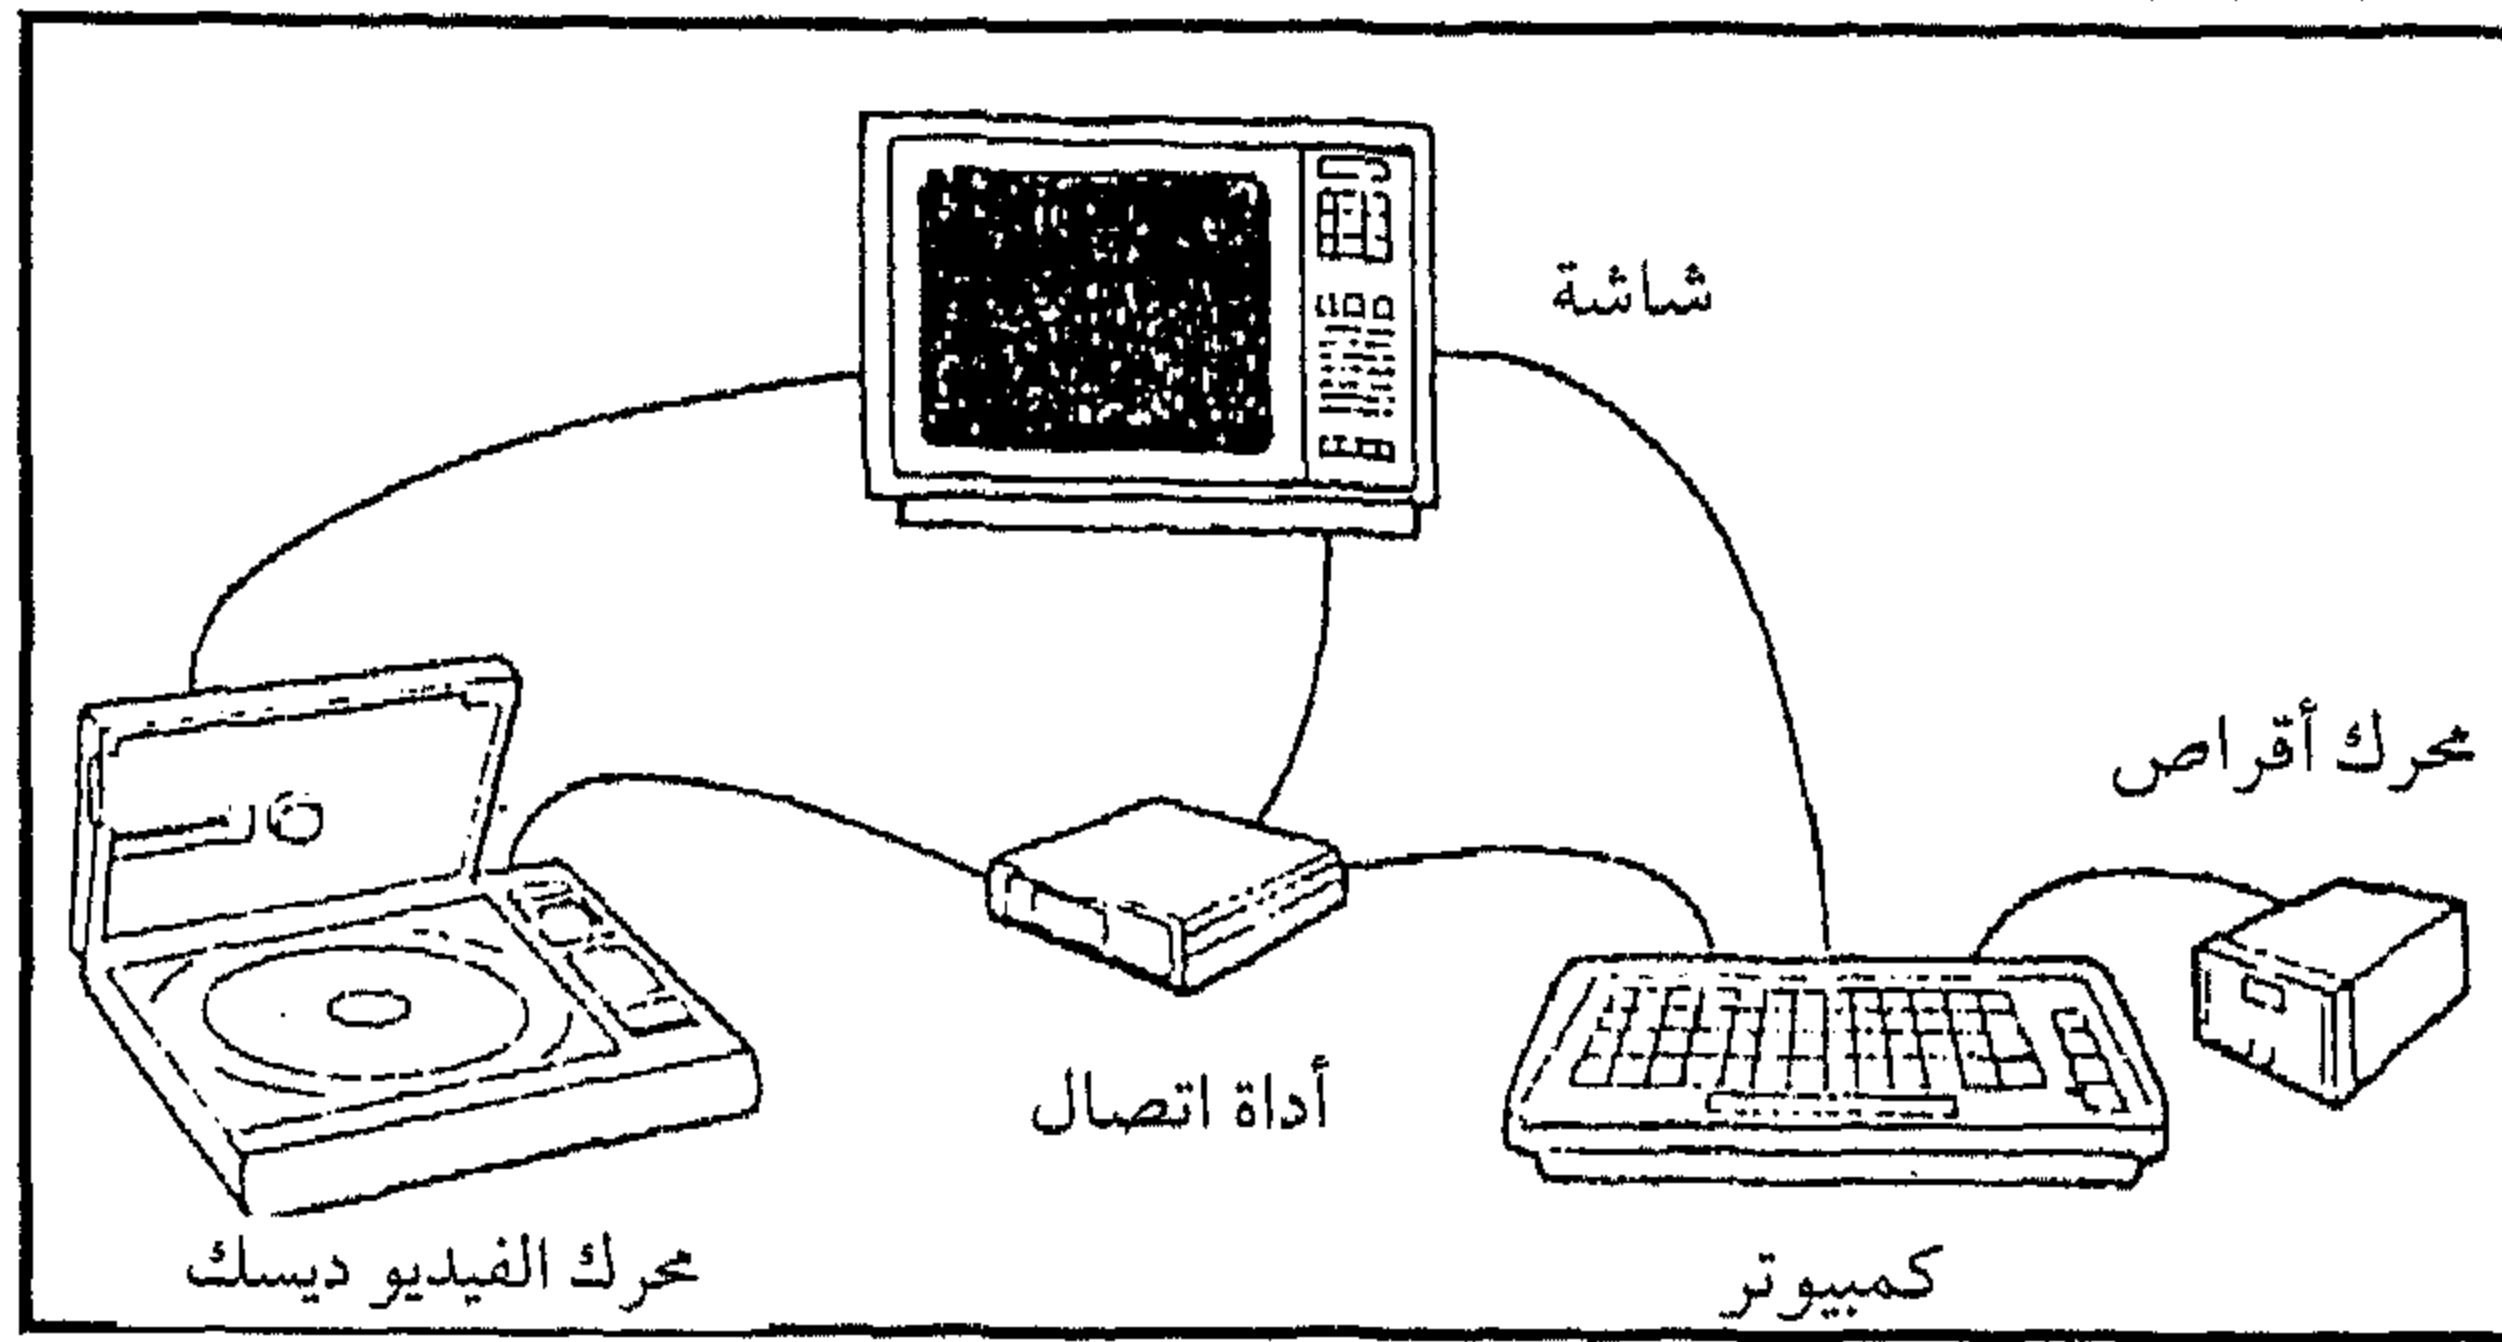 شاشة
محرك أقراص
أداة اتصال
كمبيوتر
محرك الفيديو ديسك